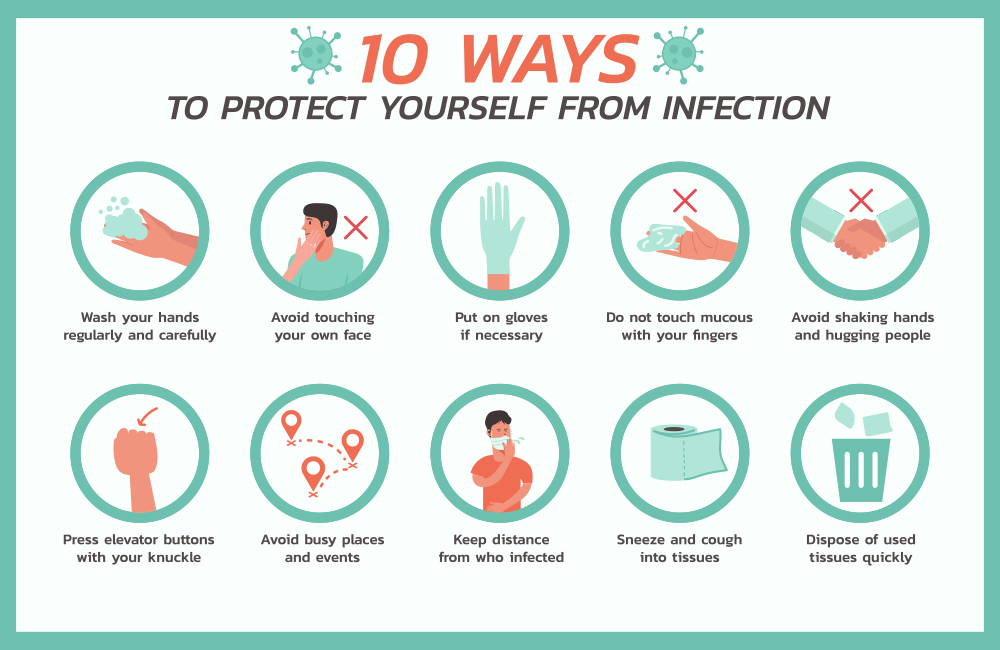 10 WAYS
TO PROTECT YOURSELF FROM INFECTION
Wash your hands
regularly and carefully
Avoid touching
your own face
Put on gloves
if necessary
Do not touch mucous
with your fingers
Avoid shaking hands
and hugging people
Press elevator buttons
with your knuckle
Avoid busy places
and events
Keep distance
from who infected
Sneeze and cough
into tissues
Dispose of used
tissues quickly